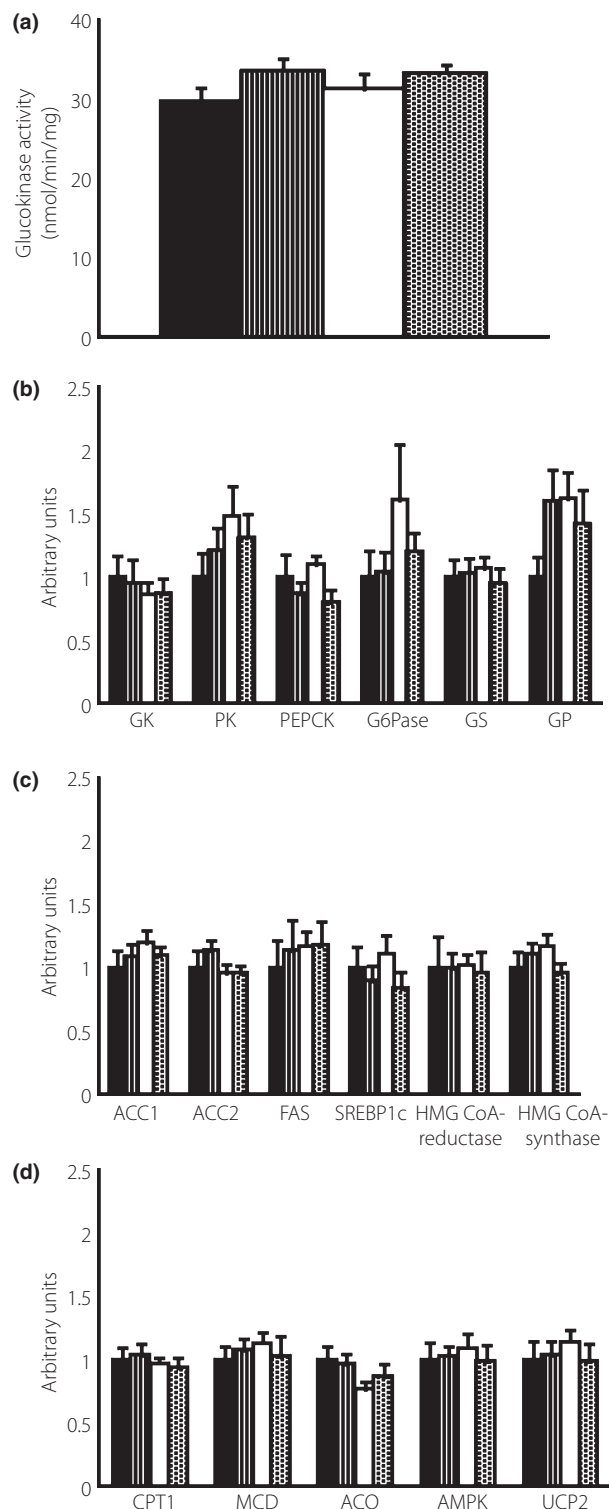 (a)
Glucokinase activity
(nmol/min/mg)
40
30
20
10
0
(b)
Arbitrary units
2.5
2
1.5
1
0.5
0
GK PK PEPCK G6Pase GS GP
(c)
Arbitrary units
2.5
2
1.5
1
0.5
0
ACC1 ACC2 FAS SREBP1c HMG CoA- HMG CoA-
reductase synthase
(d)
Arbitrary units
2.5
2
1.5
1
0.5
0
CPT1 MCD ACO AMPK UCP2